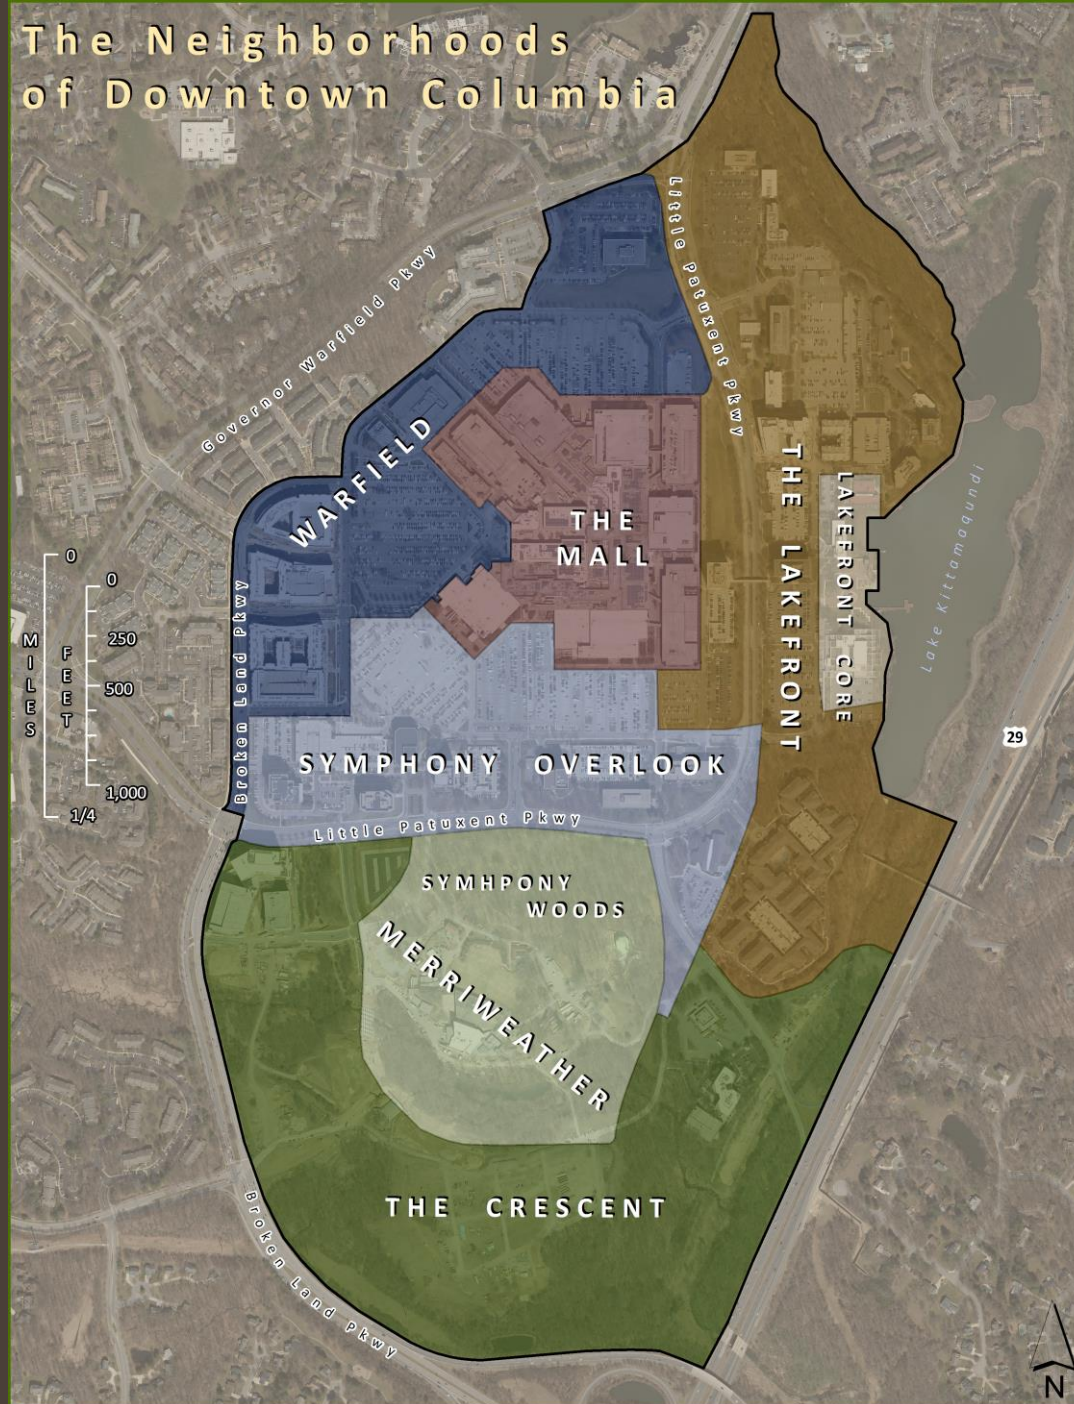 The Neighborhoods
of Downtown Columbia
Little Patuxent Pkwy
Governor Warfield Pkwy
WARFIELD
THE
MALL
THE LAKEFRONT
LAKEFRONT CORE
Lake Kittamaqundi
Broken Land Pkwy
0
0
250
500
1,000
1/4
MILES
FEET
29
SYMPHONY OVERLOOK
Little Patuxent Pkwy
SYMHPONY
WOODS
MERRIWEATHER
THE CRESCENT
Broken Land Pkwy
N